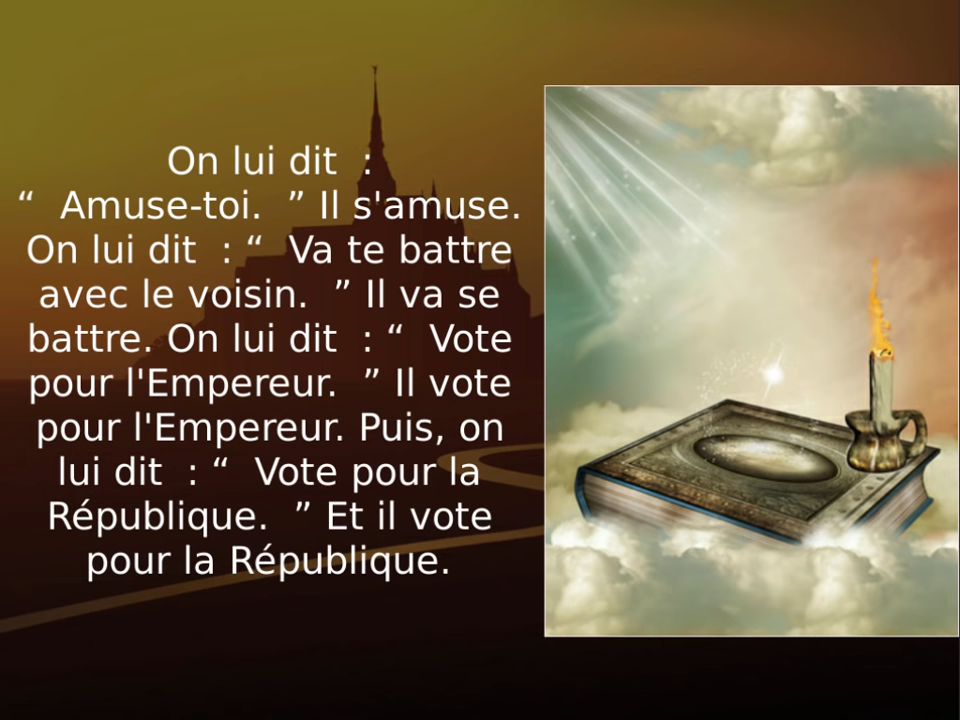 On lui dit  :
“  Amuse-toi.  ” Il s'amuse.
On lui dit  : “  Va te battre
avec le voisin.  ” Il va se
battre. On lui dit  : “  Vote
pour l'Empereur.  ” Il vote
pour l'Empereur. Puis, on
lui dit  : “  Vote pour la
République.  ” Et il vote
pour la République.